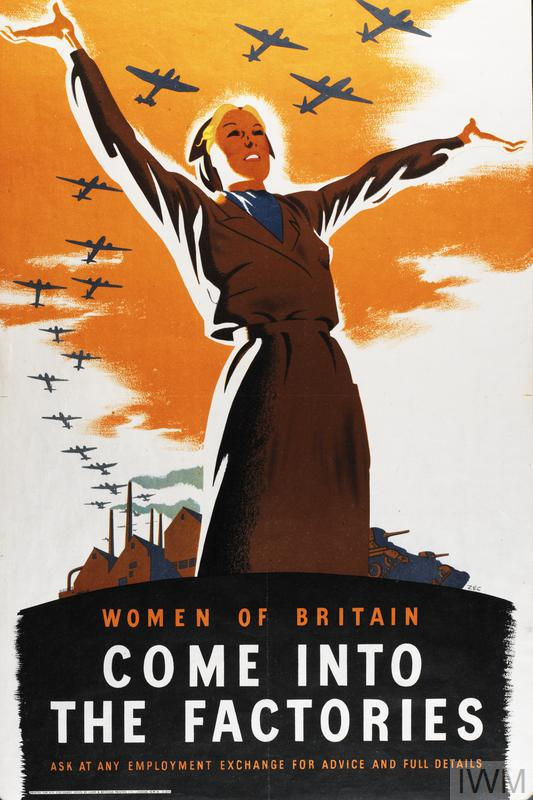 ZEC
WOMEN OF BRITAIN
COME INTO
THE FACTORIES
ASK AT ANY EMPLOYMENT EXCHANGE FOR ADVICE AND FULL DETAILS
IWM